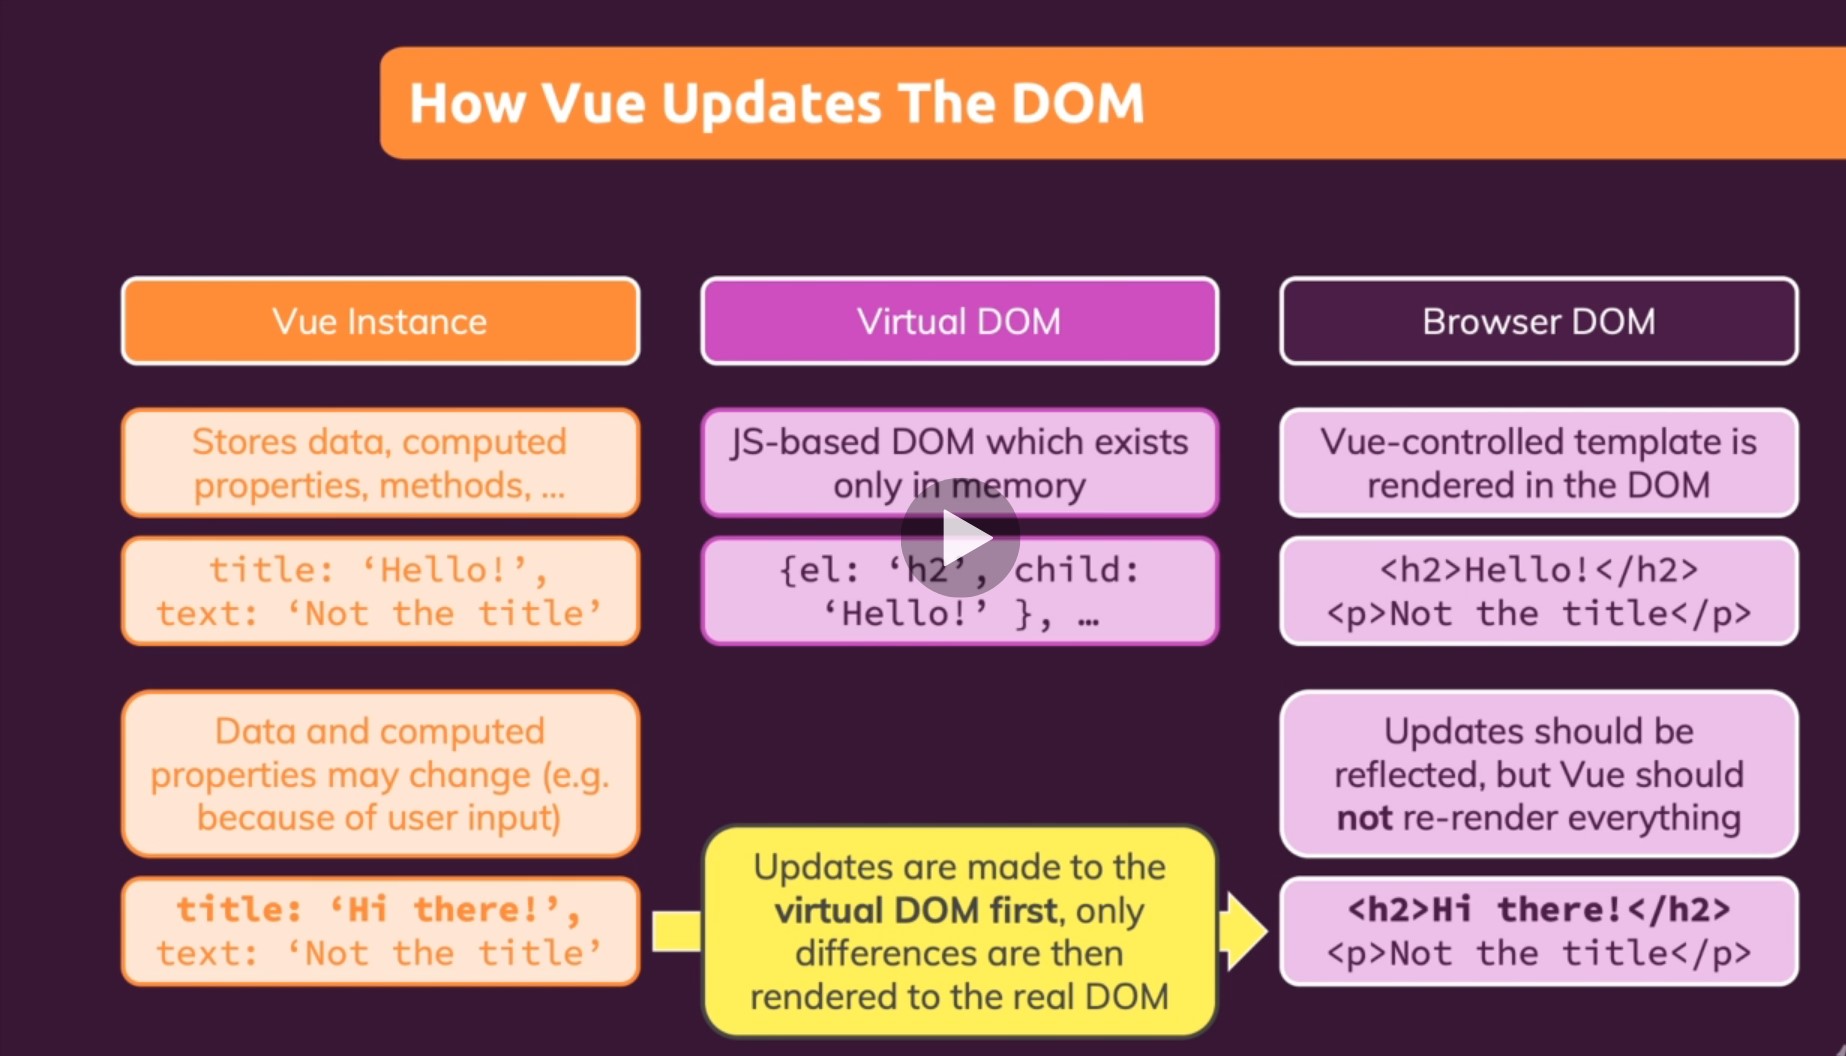 How Vue Updates The DOM
Vue Instance
Stores data, computed
properties, methods, ...
title: ‘Hello!’,
text: ‘Not the title’
Data and computed
properties may change (e.g.
because of user input)
title: ‘Hi there!’,
text: ‘Not the title’
Virtual DOM
JS-based DOM which exists
only in memory
{el: ‘h2’, child:
‘Hello!’ }, …
Updates are made to the
virtual DOM first, only
differences are then
rendered to the real DOM
Browser DOM
Vue-controlled template is
rendered in the DOM
<h2>Hello!</h2>
<p>Not the title</p>
Updates should be
reflected, but Vue should
not re-render everything
<h2>Hi there!</h2>
<p>Not the title</p>